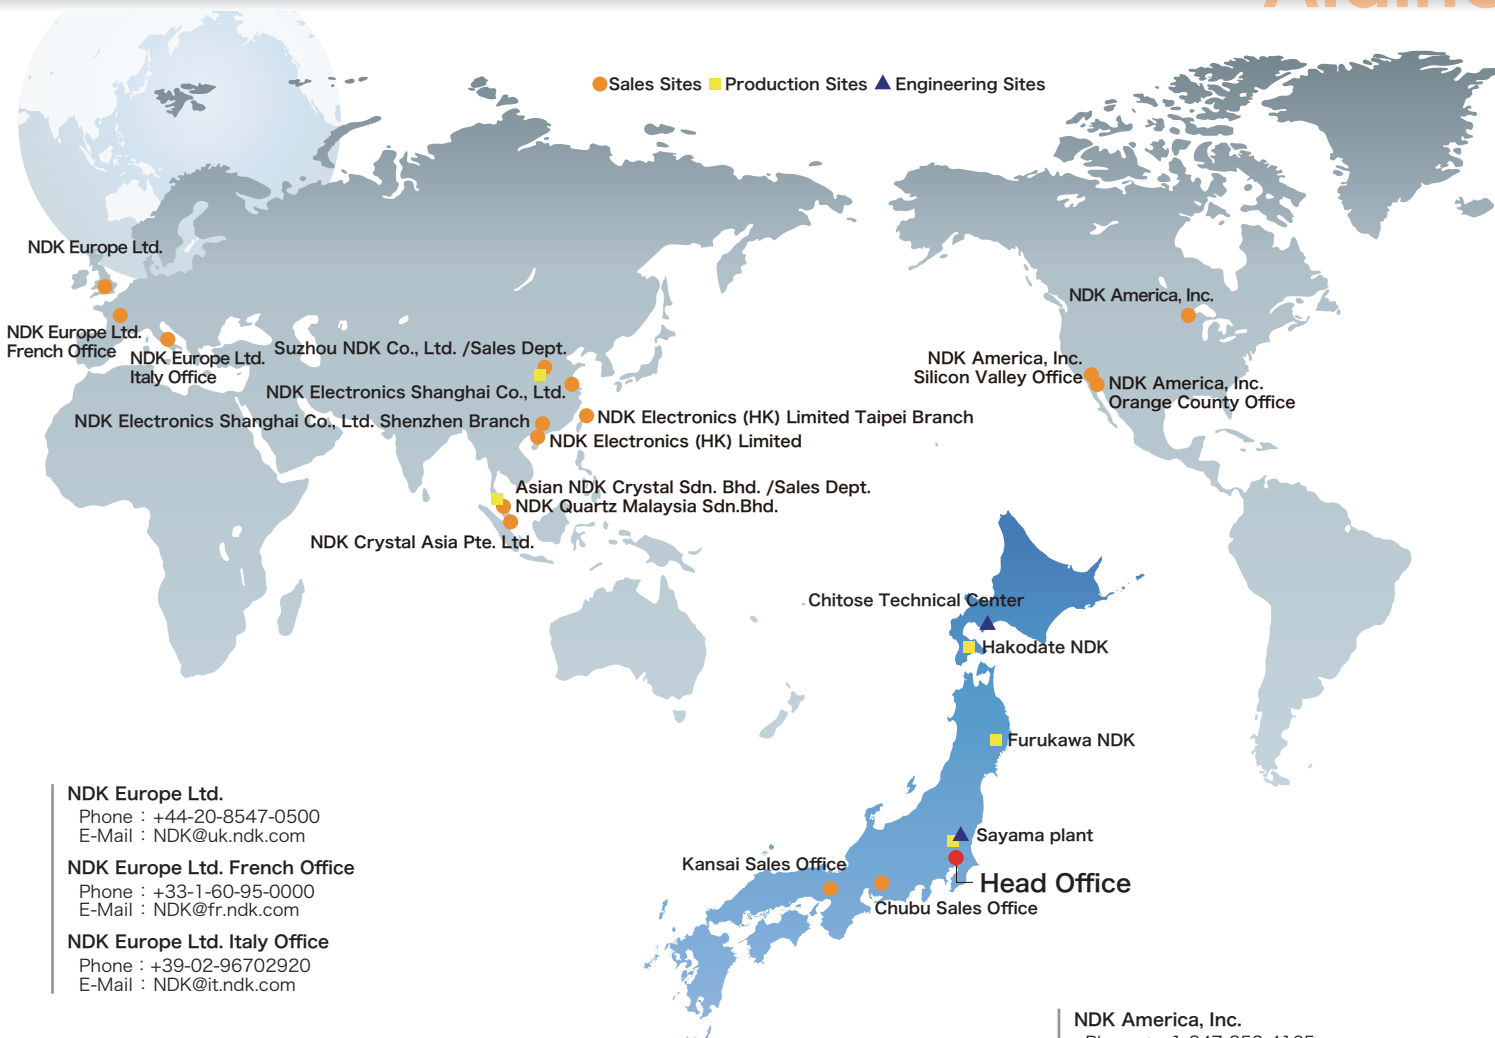 Sales Sites Production Sites Engineering Sites
NDK Europe Ltd.
NDK Europe Ltd.
French Office
NDK Europe Ltd.
Italy Office
Suzhou NDK Co., Ltd. /Sales Dept.
NDK Electronics Shanghai Co., Ltd.
NDK Electronics Shanghai Co., Ltd. Shenzhen Branch
NDK Electronics (HK) Limited Taipei Branch
NDK Electronics (HK) Limited
Asian NDK Crystal Sdn. Bhd. /Sales Dept.
NDK Quartz Malaysia Sdn.Bhd.
NDK Crystal Asia Pte. Ltd.
NDK America, Inc.
NDK America, Inc.
Silicon Valley Office
NDK America, Inc.
Orange County Office
Chitose Technical Center
Hakodate NDK
Furukawa NDK
Sayama plant
Head Office
Kansai Sales Office
Chubu Sales Office
NDK Europe Ltd.
Phone : +44-20-8547-0500
E-Mail : NDK@uk.ndk.com
NDK Europe Ltd. French Office
Phone : +33-1-60-95-0000
E-Mail : NDK@fr.ndk.com
NDK Europe Ltd. Italy Office
Phone : +39-02-96702920
E-Mail : NDK@it.ndk.com
NDK America, Inc.